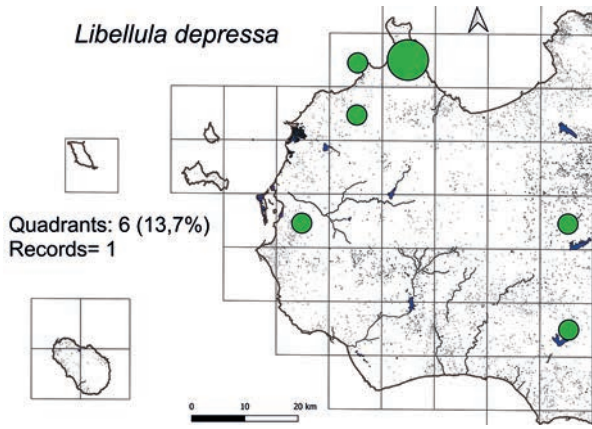 Libellula depressa
Quadrants: 6 (13,7%)
Records= 1
0 10 20 km